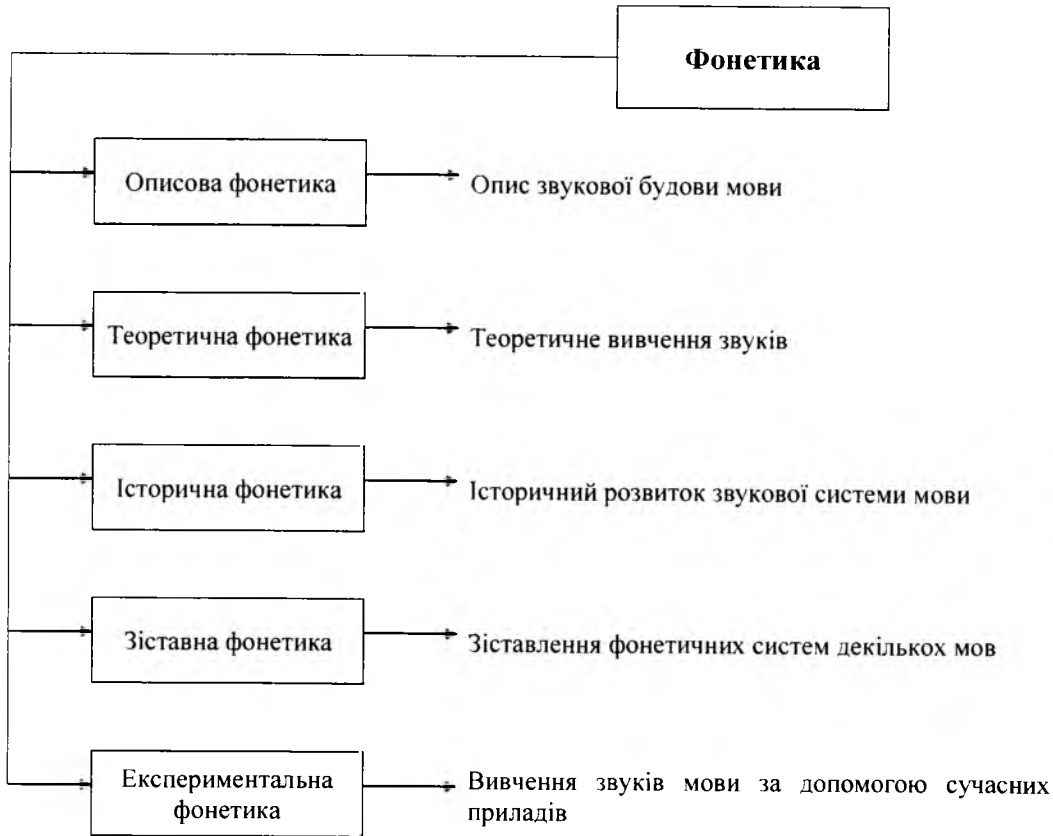 Фонетика
Описова фонетика
Опис звукової будови мови
Теоретична фонетика
Теоретичне вивчення звуків
Історична фонетика
Історичний розвиток звукової системи мови
Зіставна фонетика
Зіставлення фонетичних систем декількох мов
Експериментальна
фонетика
Вивчення звуків мови за допомогою сучасних
приладів